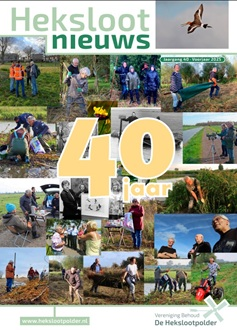 Heksloot
nieuws
Jaargang 40 · Voorjaar 2025
40
jaar
www.hekslootpolder.nl
Vereniging Behoud
De Hekslootpolder